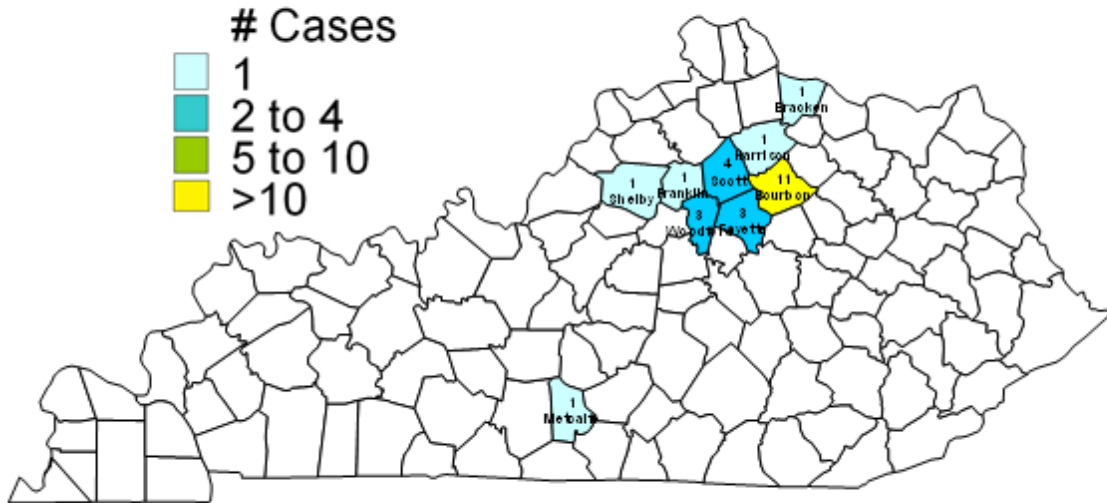 # Cases
1
2 to 4
5 to 10
>10
1
Bracken
1
Harrison
4
Scott
11
Bourbon
1
Shelby
1
Franklin
3
3
Fayette
1
Metcalfe